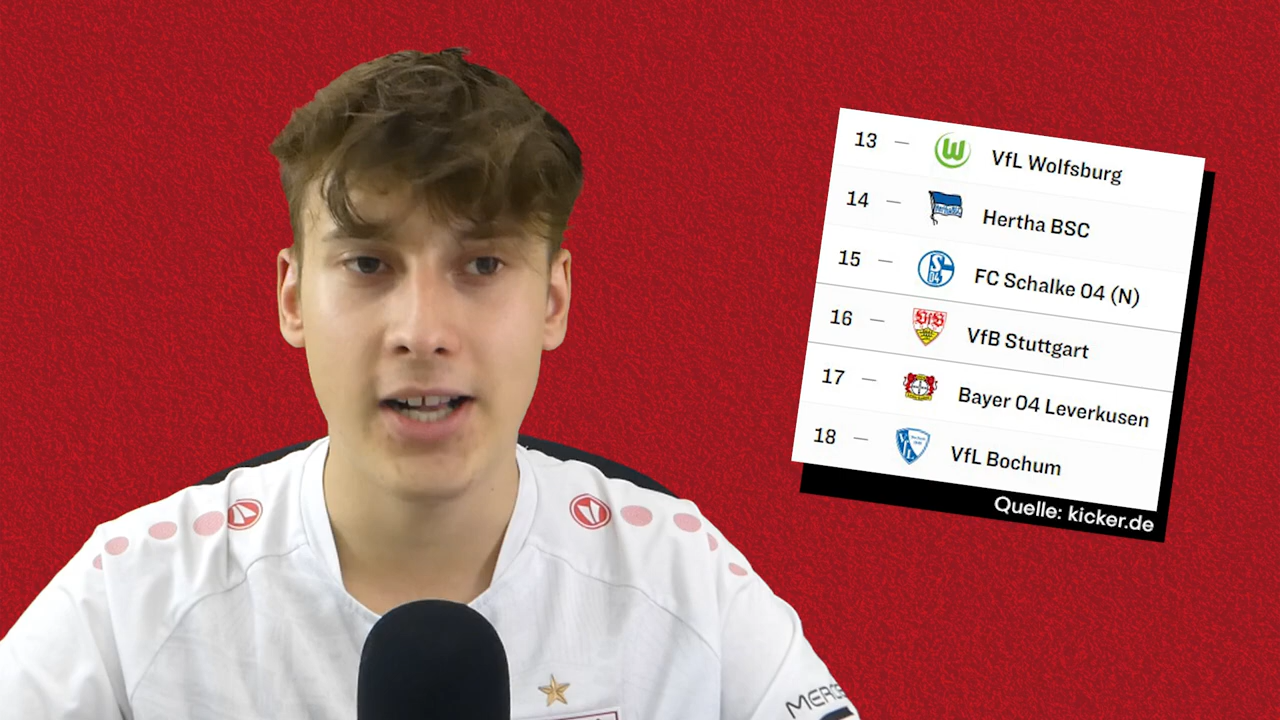 13 — VfL Wolfsburg
14 — Hertha BSC
15 — FC Schalke 04 (N)
16 — VfB Stuttgart
17 — Bayer 04 Leverkusen
18 — VfL Bochum
Quelle: kicker.de